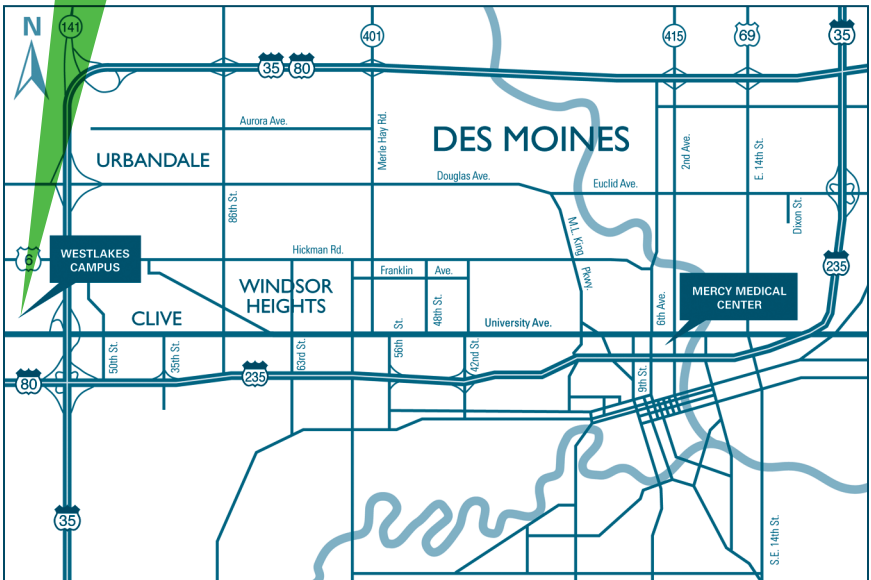 N
141
401
415
69
35
35
80
Aurora Ave.
Merle Hay Rd.
DES MOINES
2nd Ave.
E. 14th St.
URBANDALE
Douglas Ave.
Euclid Ave.
86th St.
Dixon St.
M.L. King Pkwy.
6
WESTLAKES
CAMPUS
Hickman Rd.
235
Franklin Ave.
WINDSOR
HEIGHTS
MERCY MEDICAL
CENTER
48th St.
6th Ave.
CLIVE
56th St.
University Ave.
50th St.
35th St.
63rd St.
42nd St.
9th St.
80
235
35
S.E. 14th St.